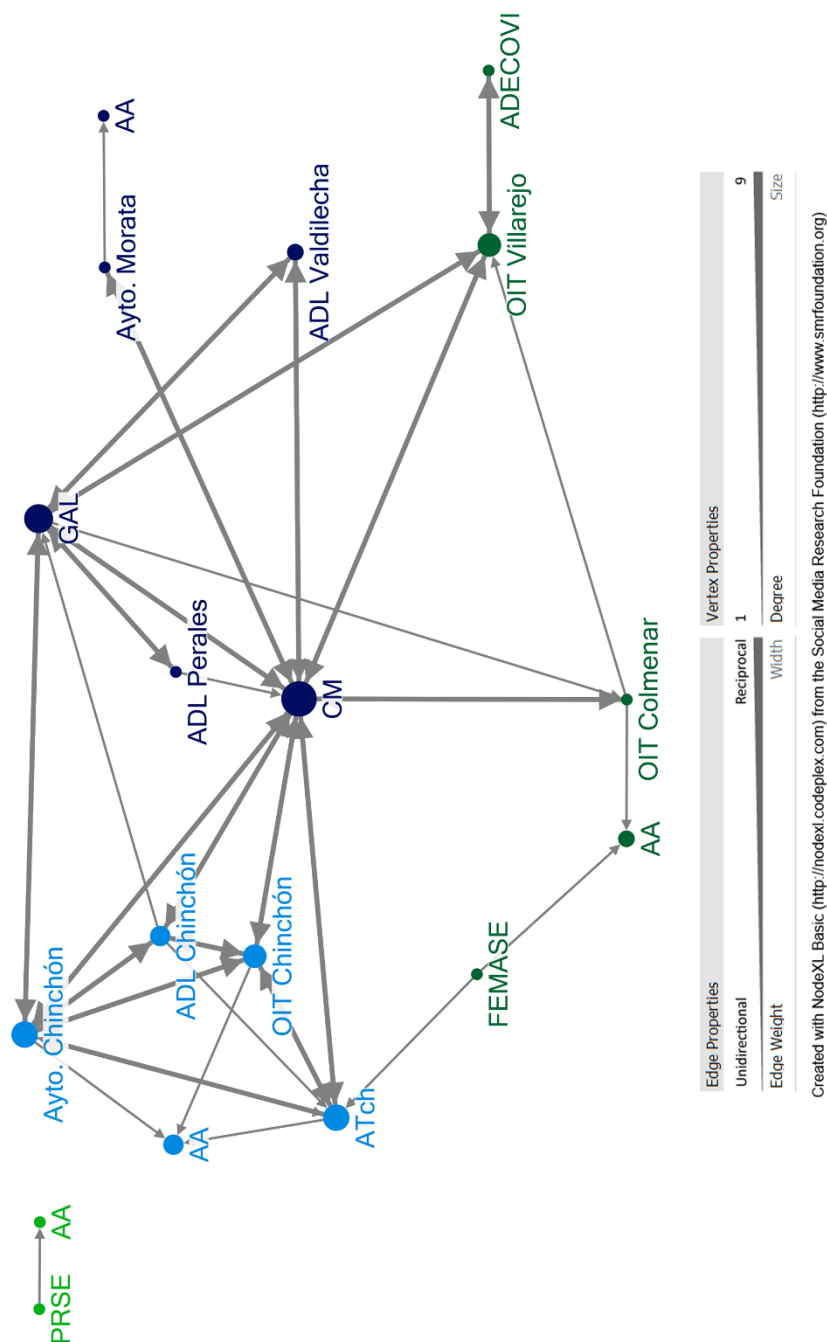 PRSE
AA
Ayto. Chinchón
AA
ADL Chinchón
OIT Chinchón
ATch
FEMASE
AA
OIT Colmenar
GAL
ADL Perales
CM
Ayto. Morata
AA
ADL Valdilecha
OIT Villarejo
ADECOVI
Edge Properties
Vertex Properties
Unidirectional
Reciprocal
1
9
Edge Weight
Width
Degree
Size
Created with NodeXL Basic (http://nodexl.codeplex.com) from the Social Media Research Foundation (http://www.smrfoundation.org)